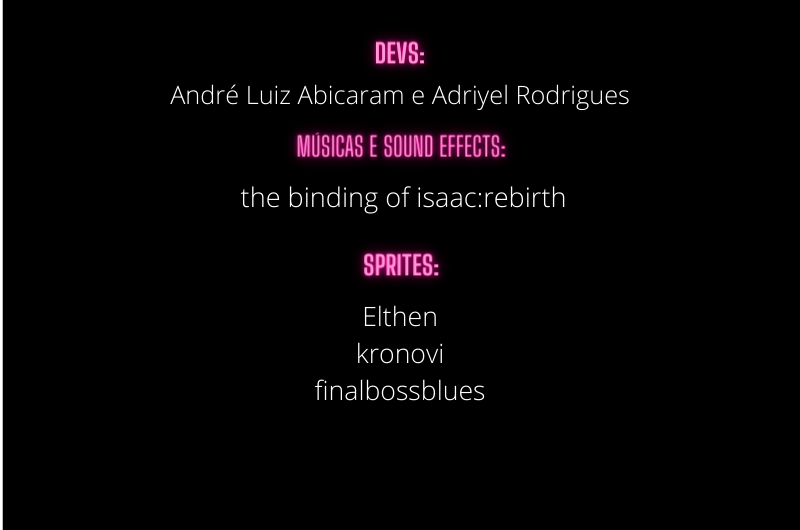 DEVS:
André Luiz Abicaram e Adriyel Rodrigues
MÚSICAS E SOUND EFFECTS:
the binding of isaac:rebirth
SPRITES:
Elthen
kronovi
finalbossblues